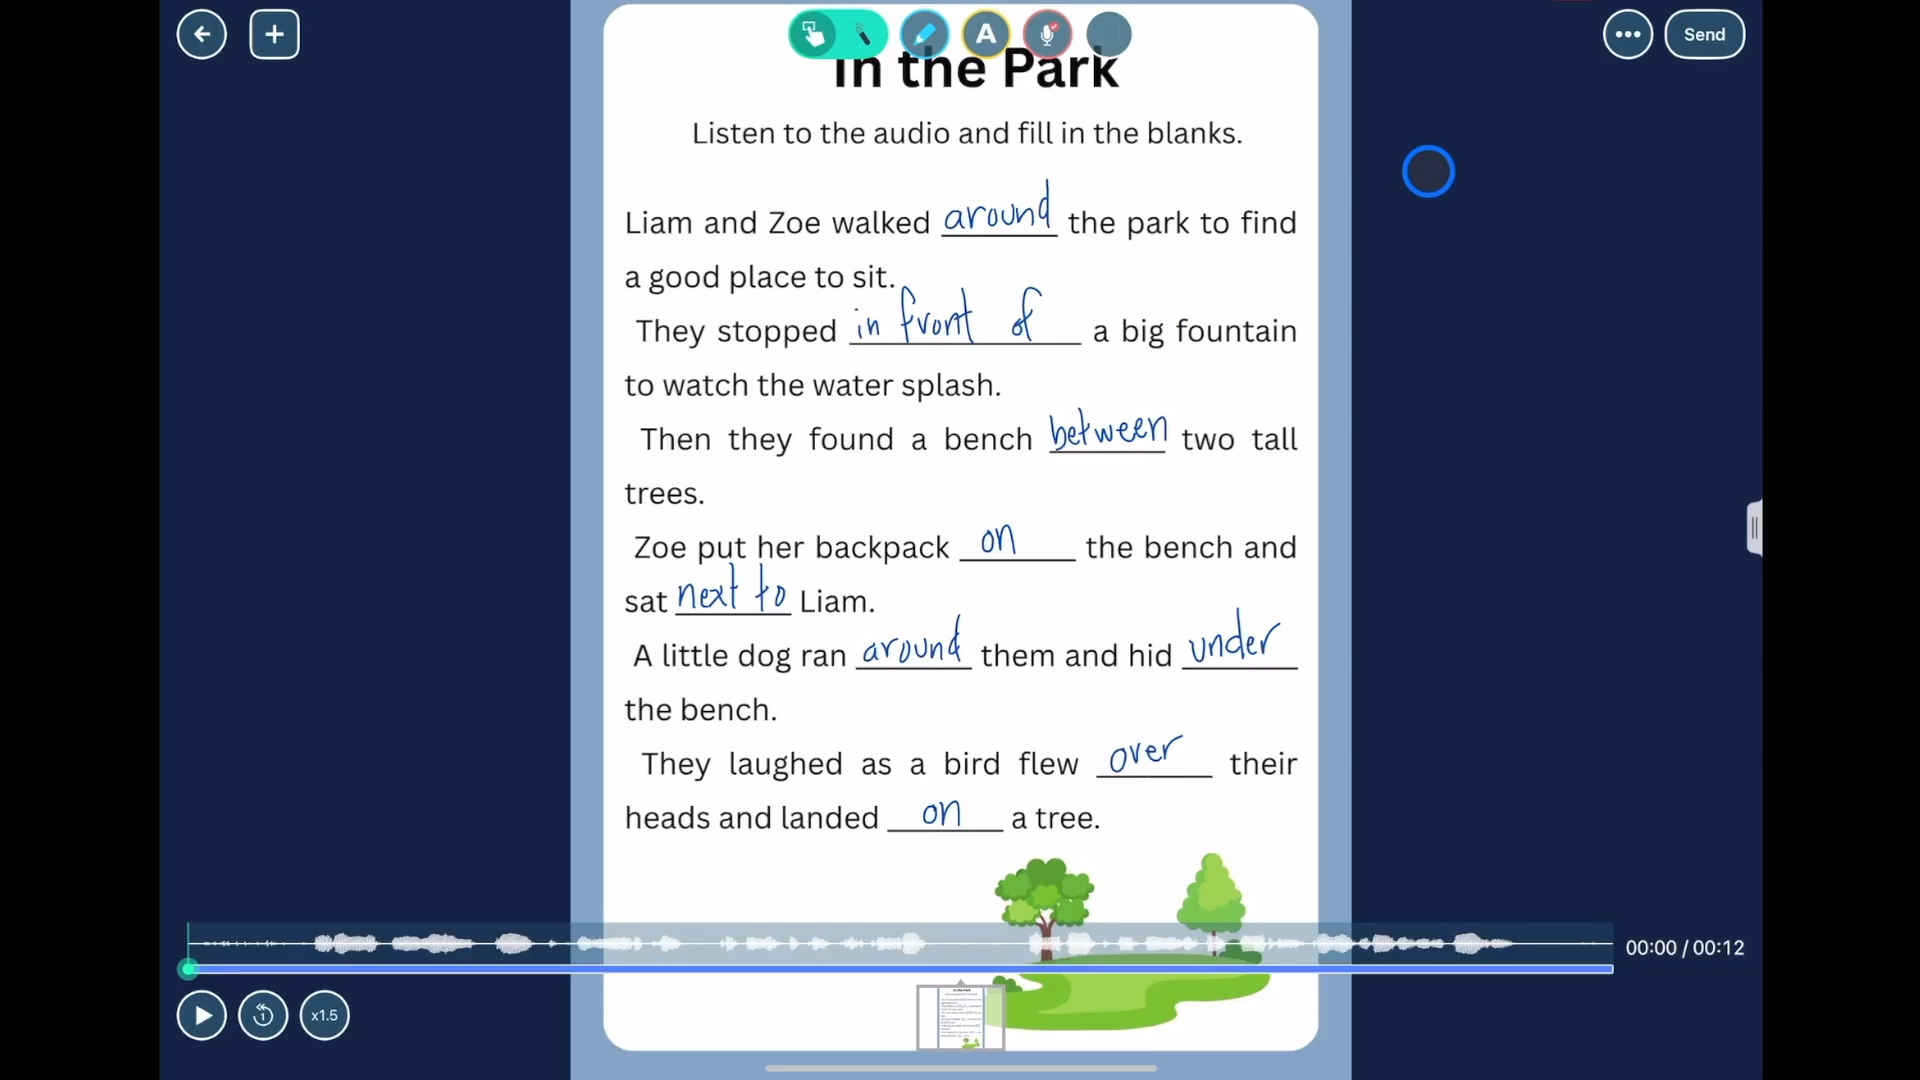 Send
A
In the Park
Listen to the audio and fill in the blanks.
Liam and Zoe walked around the park to find
a good place to sit.
They stopped in front of a big fountain
to watch the water splash.
Then they found a bench between two tall
trees.
Zoe put her backpack on the bench and
sat next to Liam.
A little dog ran around them and hid under
the bench.
They laughed as a bird flew over their
heads and landed on a tree.
00:00 / 00:12
1
x1.5
In the Park